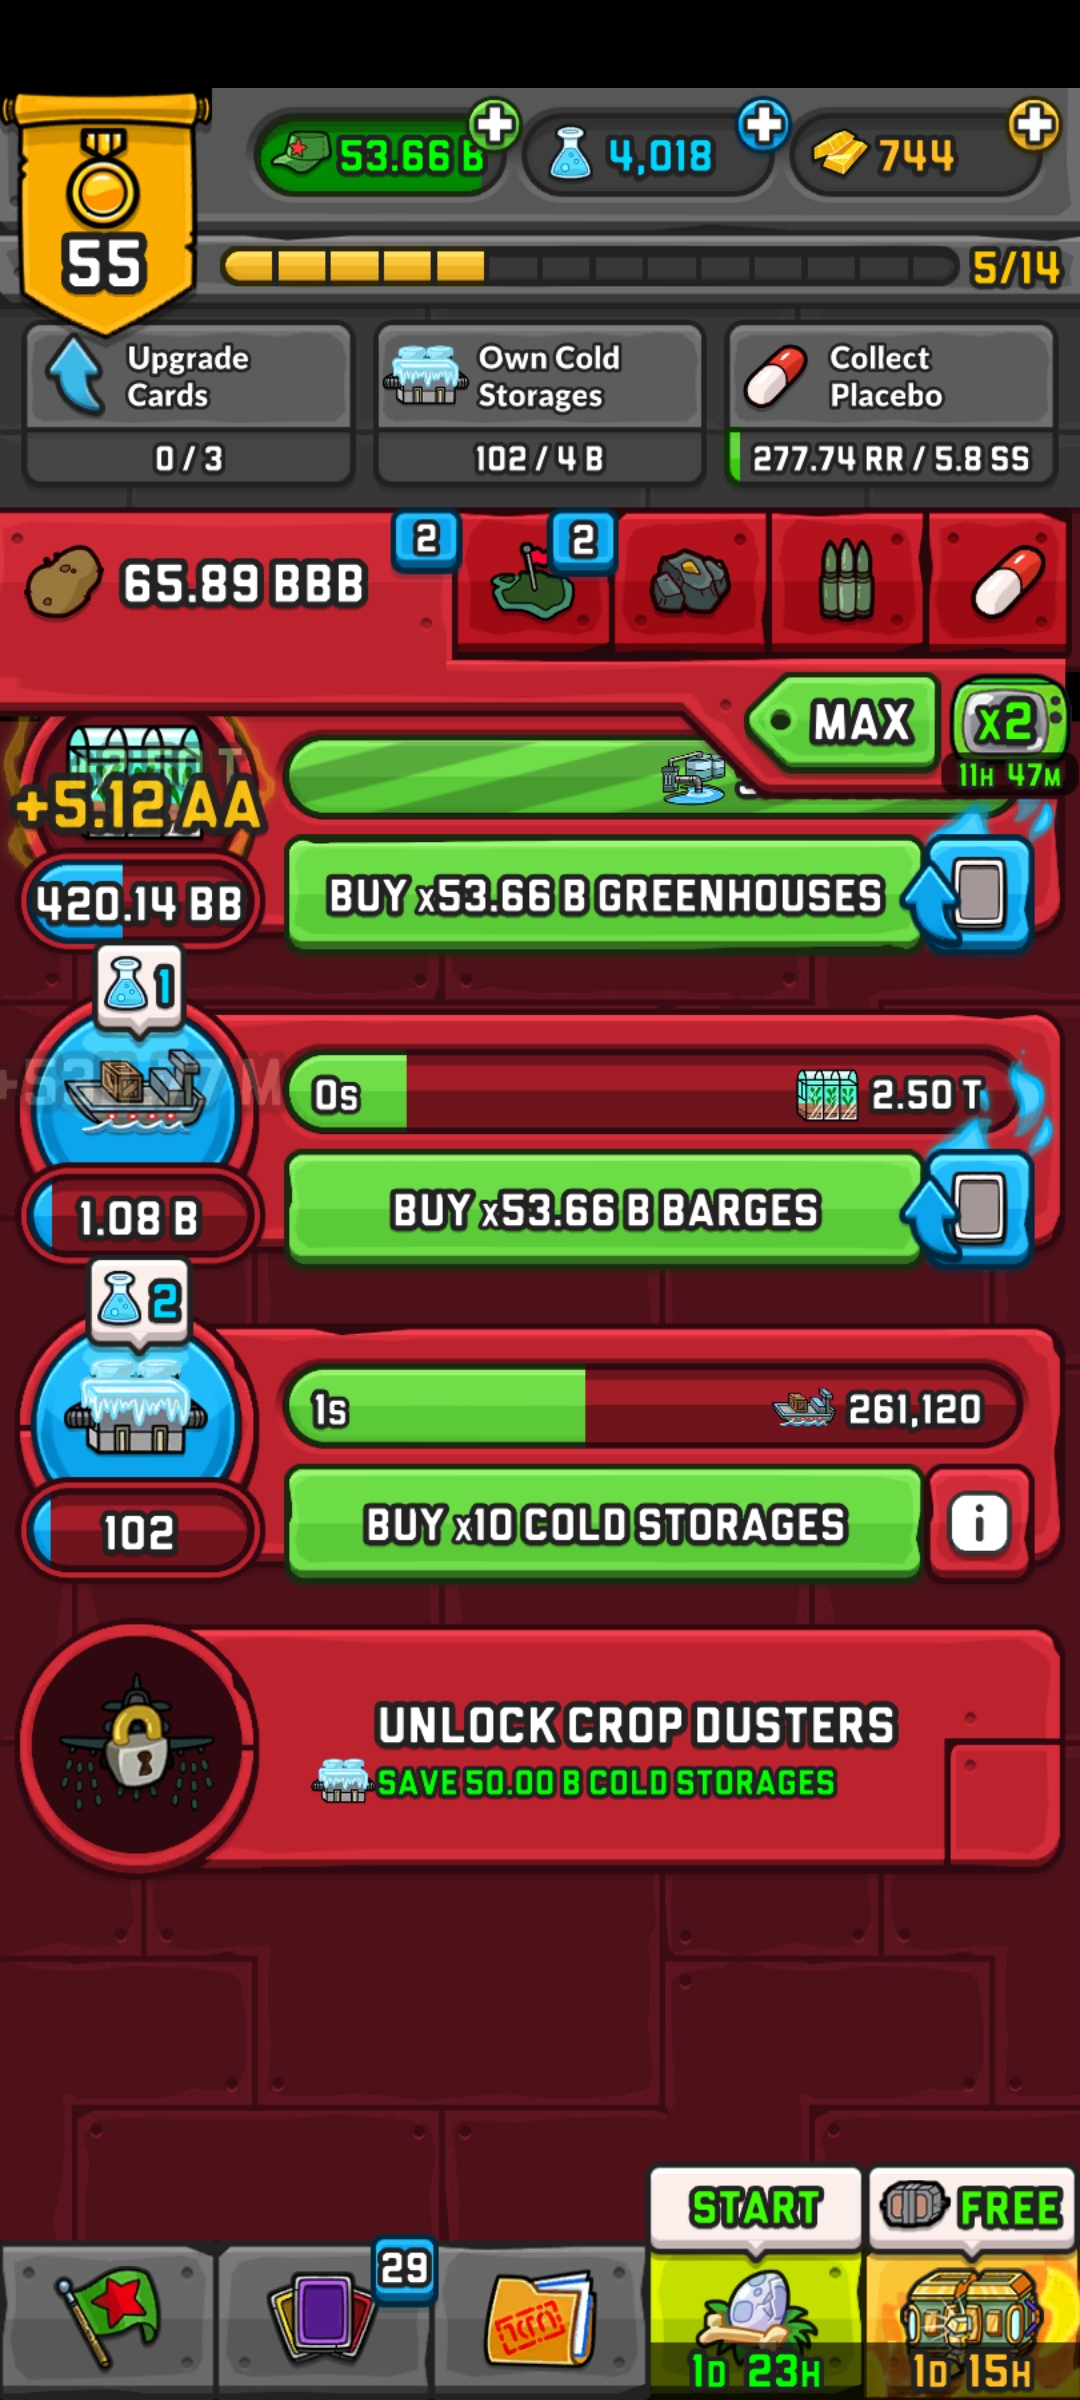 53.66 B
4,018
744
55
5/14
Upgrade
Cards
0 / 3
Own Cold
Storages
102 / 4 B
Collect
Placebo
277.74 RR / 5.8 SS
65.89 BBB
2
2
MAX
x2
11H 47M
+5.12 AA
420.14 BB
BUY x53.66 B GREENHOUSES
1
0s
2.50 T
1.08 B
BUY x53.66 B BARGES
2
1s
261,120
102
BUY x10 COLD STORAGES
i
UNLOCK CROP DUSTERS
SAVE 50.00 B COLD STORAGES
START
FREE
29
1D 23H
1D 15H